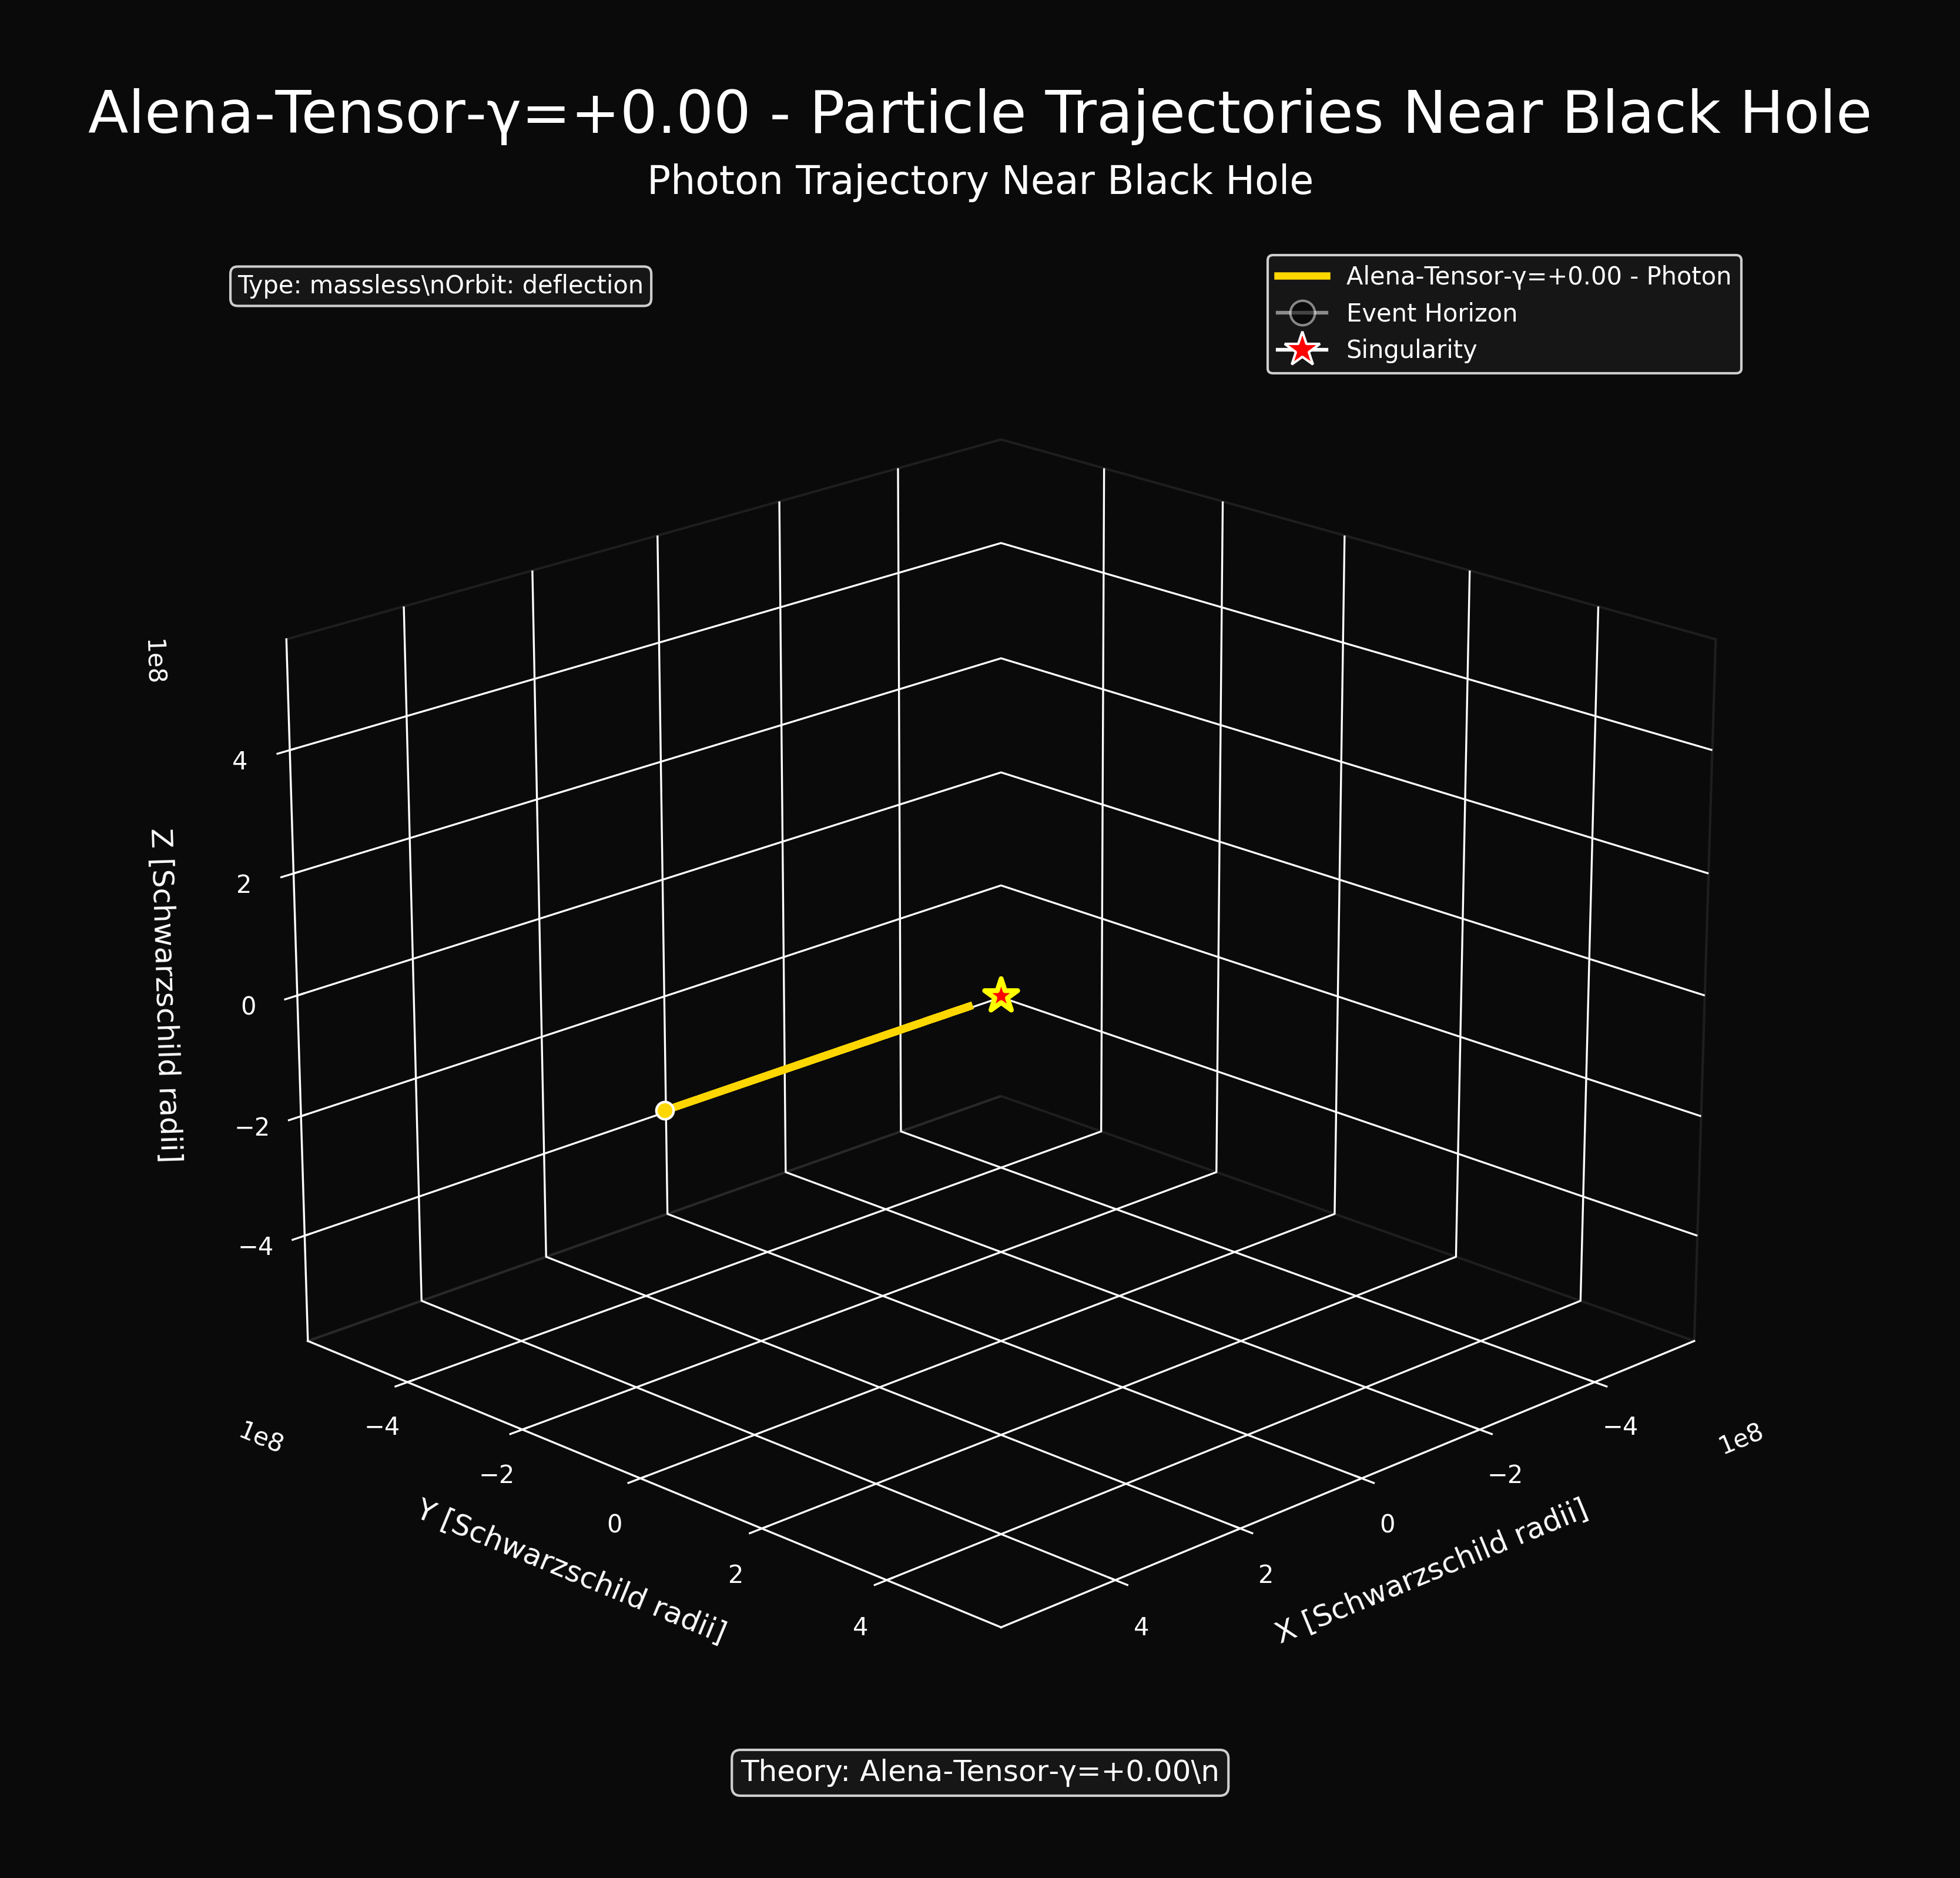 Alena-Tensor-γ=+0.00 - Particle Trajectories Near Black Hole
Photon Trajectory Near Black Hole
Type: massless\nOrbit: deflection
Alena-Tensor-γ=+0.00 - Photon
Event Horizon
Singularity
1e8
4
2
0
−2
−4
Z [Schwarzschild radii]
1e8
−4
−2
0
2
4
Y [Schwarzschild radii]
4
2
0
−2
−4
1e8
X [Schwarzschild radii]
Theory: Alena-Tensor-γ=+0.00\n